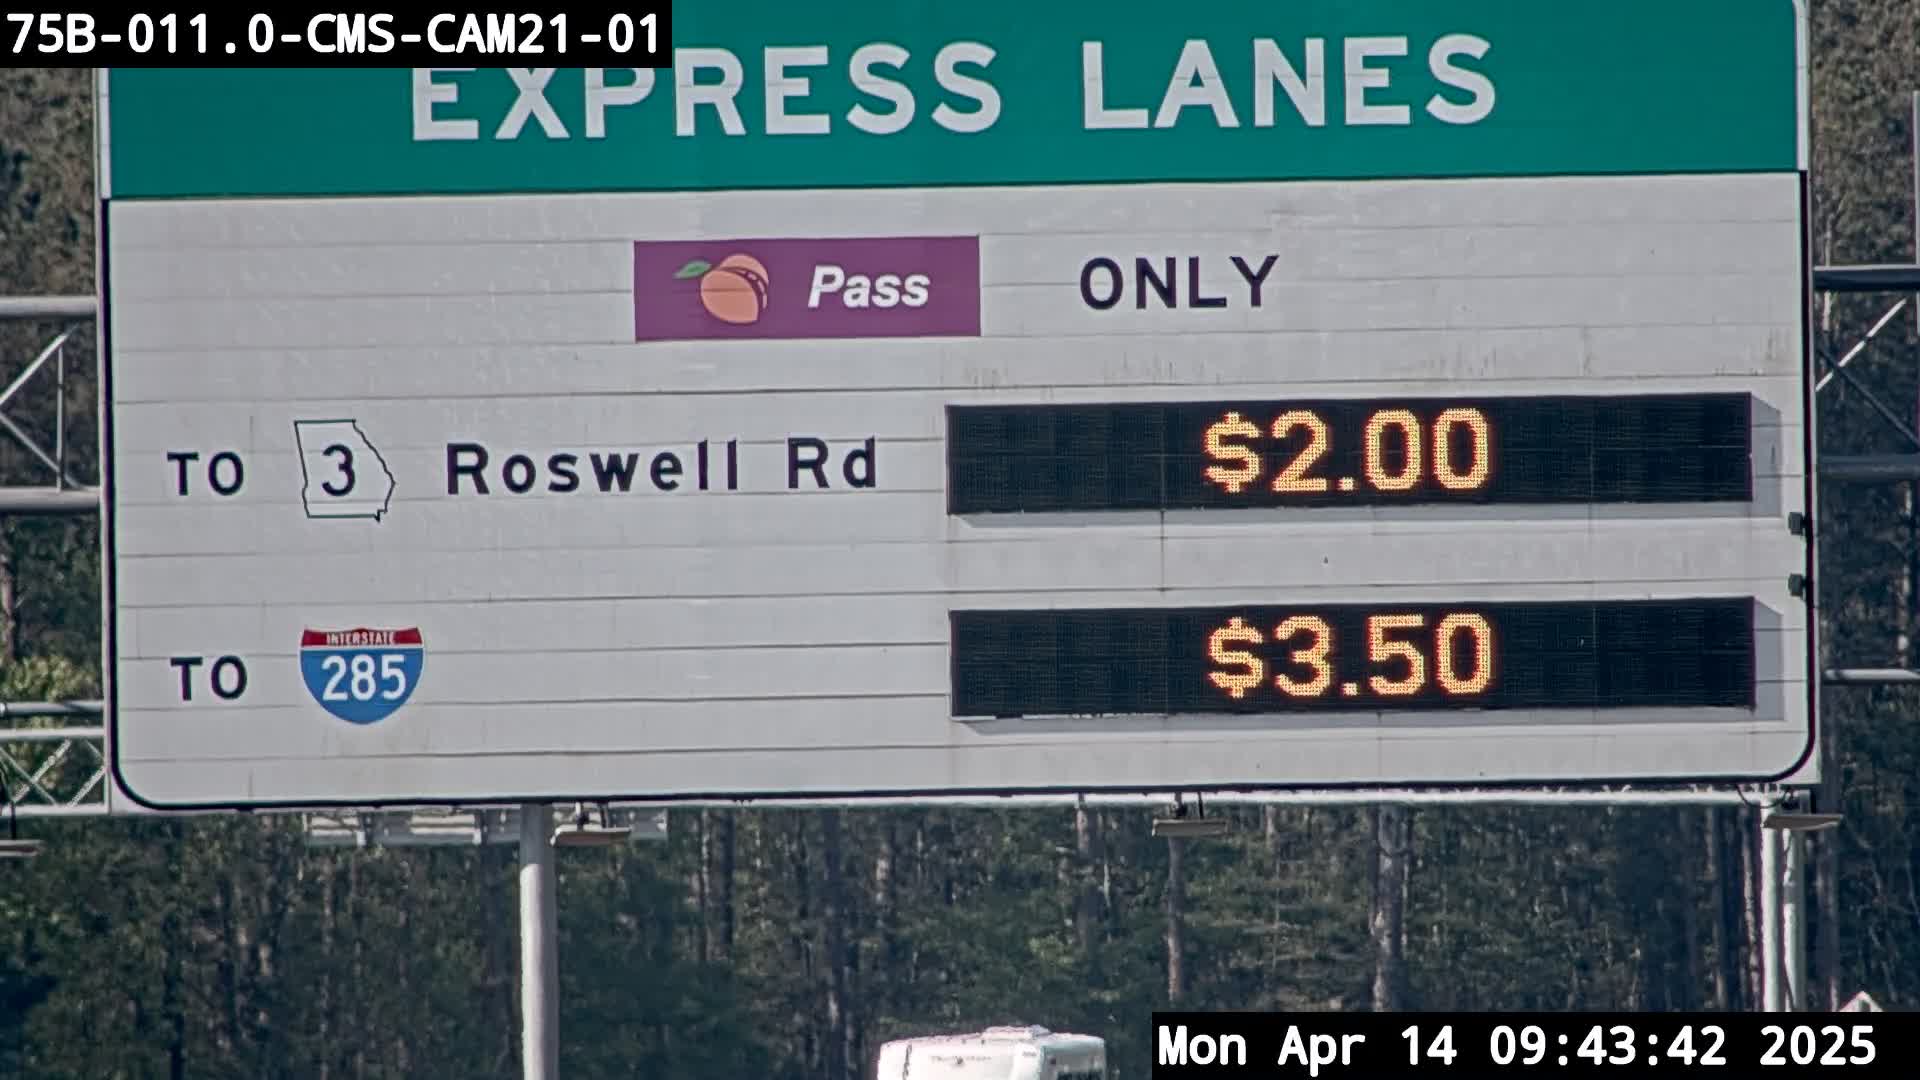 75B-011.0-CMS-CAM21-01
EXPRESS LANES
Pass ONLY
TO 3 Roswell Rd $2.00
INTERSTATE
TO 285 $3.50
Mon Apr 14 09:43:42 2025